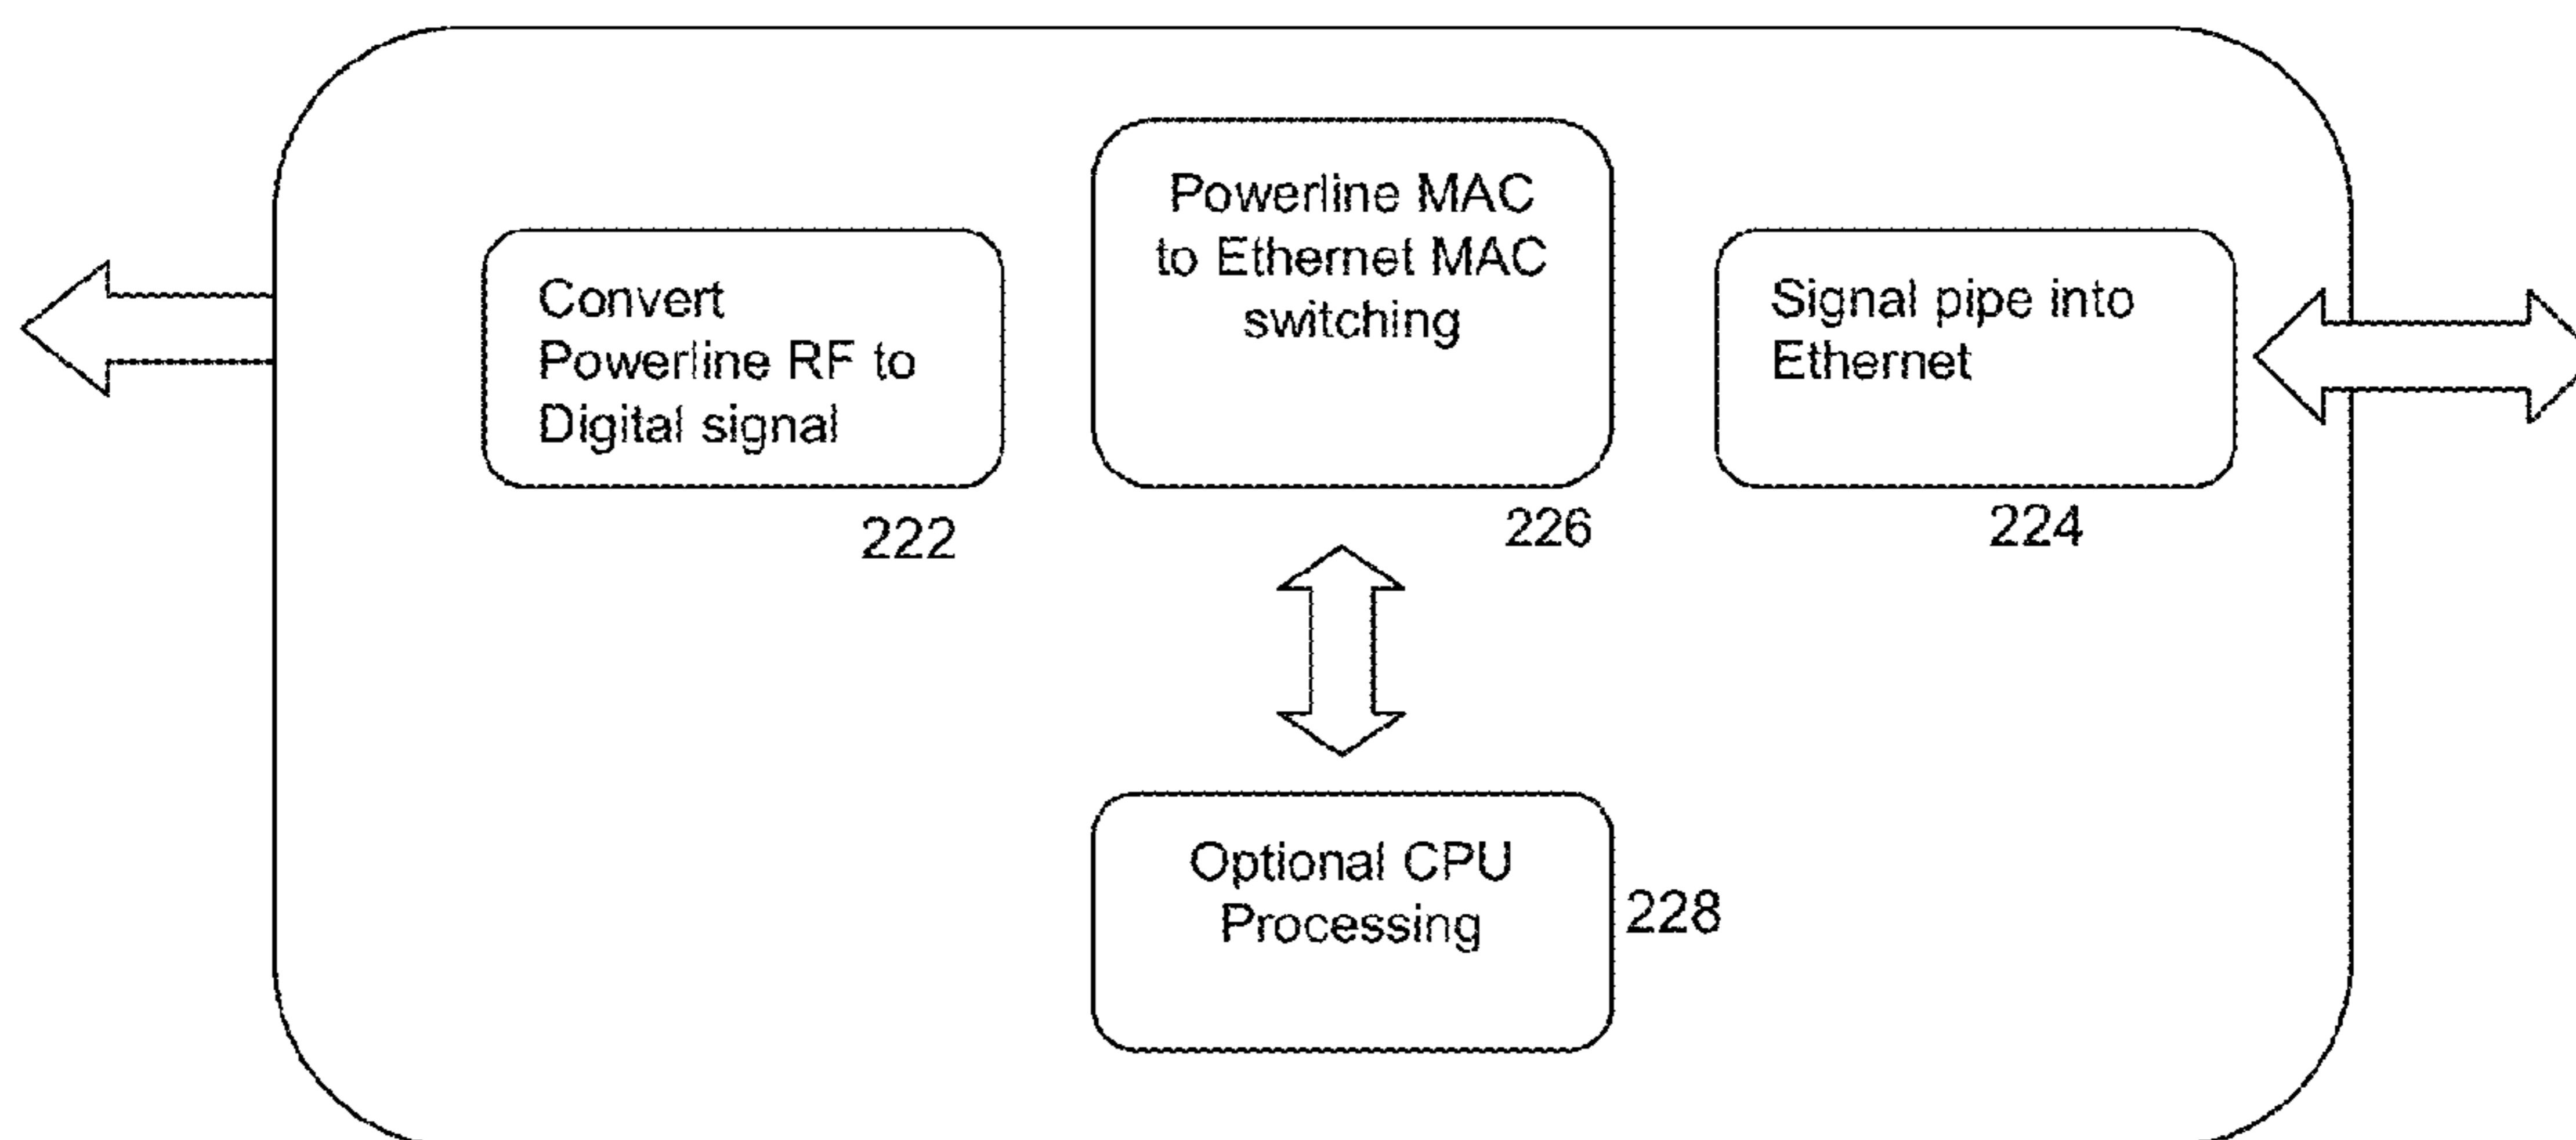 Convert
Powerline RF to
Digital signal
222
Powerline MAC
to Ethernet MAC
switching
226
Signal pipe into
Ethernet
224
Optional CPU
Processing
228